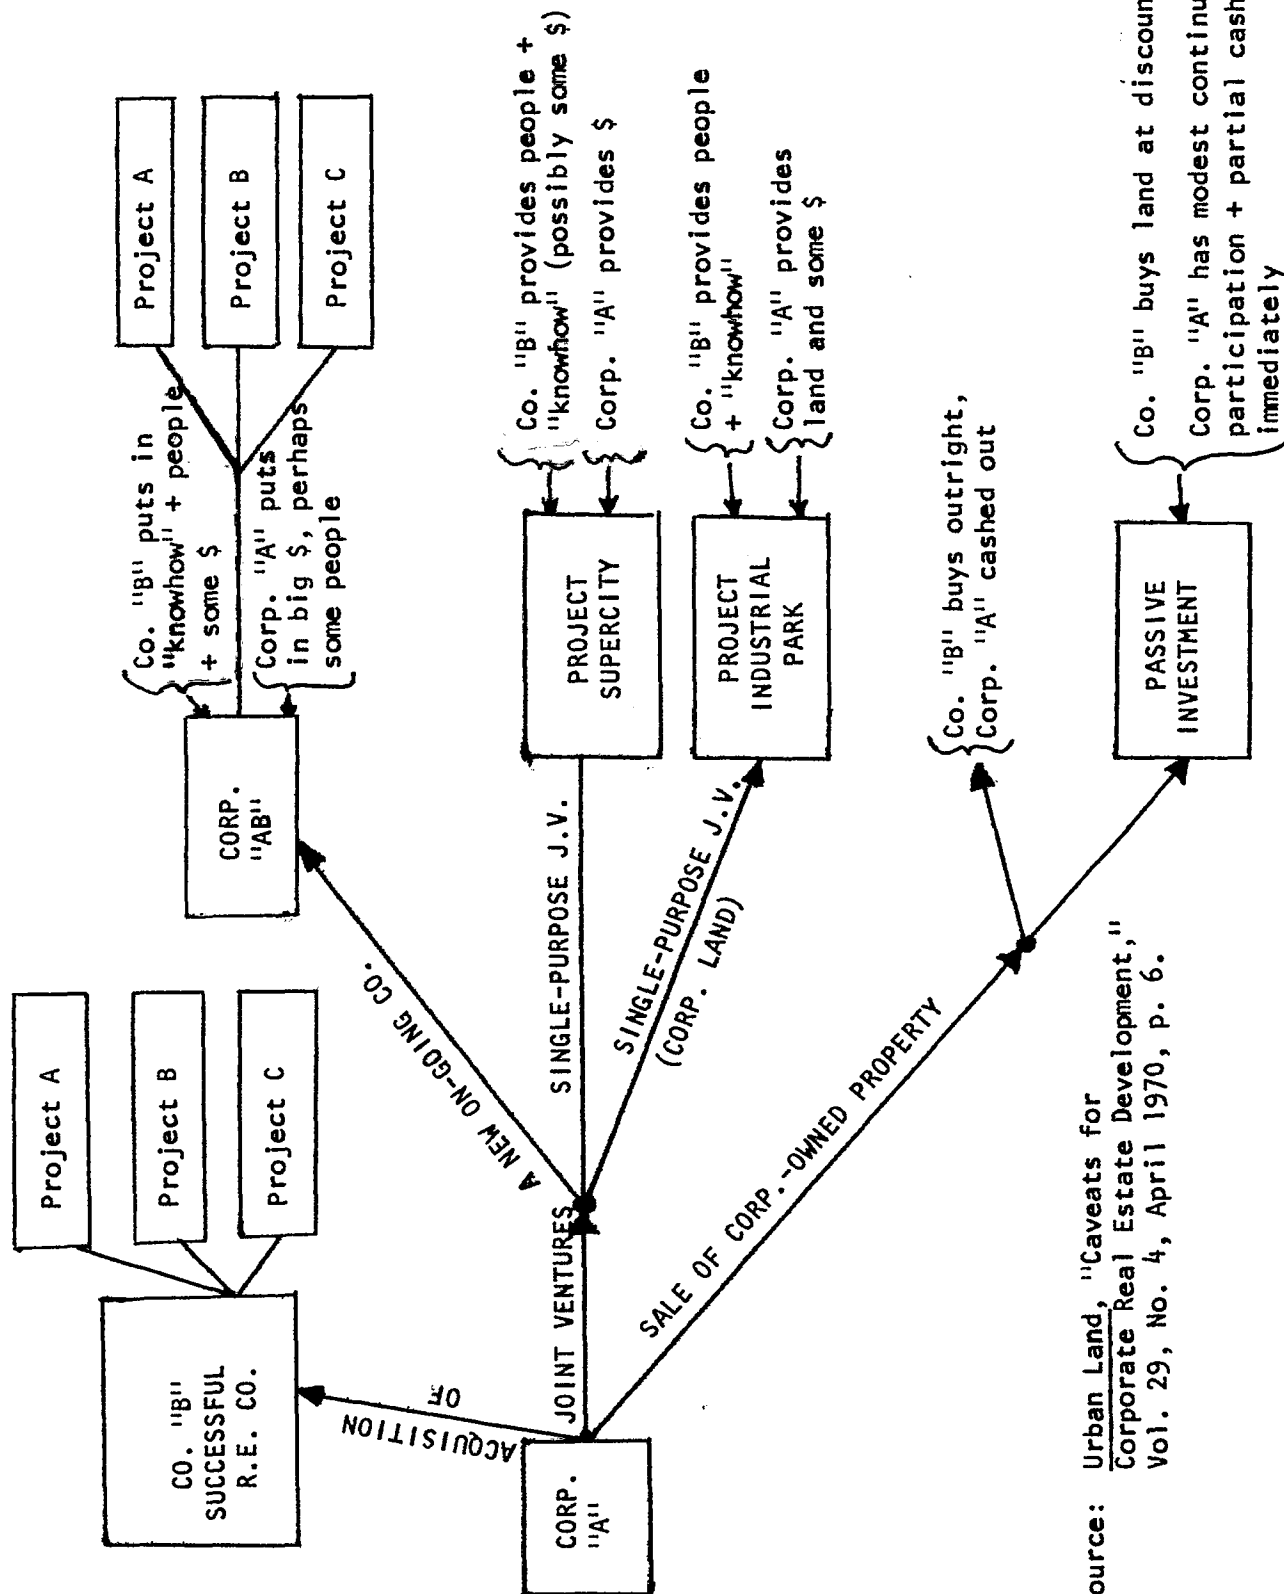 Project A
Project B
Project C
CO. "B"
SUCCESSFUL
R.E. CO.
ACQUISITION
OF
CORP.
"A"
JOINT VENTURES
A NEW ON-GOING CO.
CORP.
"AB"
Co. "B" puts in
"knowhow" + people
+ some $
Corp. "A" puts
in big $, perhaps
some people
Project A
Project B
Project C
SINGLE-PURPOSE J.V.
PROJECT
SUPERCITY
Co. "B" provides people +
"knowhow" (possibly some $)
Corp. "A" provides $
SINGLE-PURPOSE J.V.
(CORP. LAND)
PROJECT
INDUSTRIAL
PARK
Co. "B" provides people
+ "knowhow"
Corp. "A" provides
land and some $
SALE OF CORP.-OWNED PROPERTY
Co. "B" buys outright,
Corp. "A" cashed out
PASSIVE
INVESTMENT
Co. "B" buys land at discoun
Corp. "A" has modest continu
participation + partial cash
immediately
ource: Urban Land, "Caveats for
Corporate Real Estate Development,"
Vol. 29, No. 4, April 1970, p. 6.